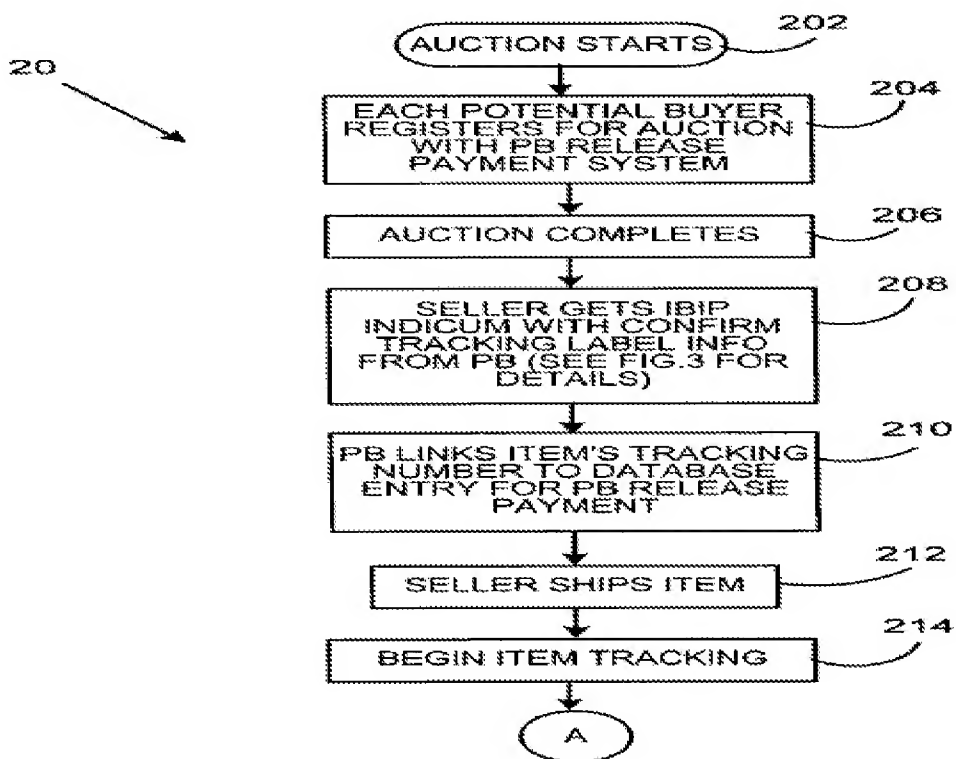 202
AUCTION STARTS
20
204
EACH POTENTIAL BUYER
REGISTERS FOR AUCTION
WITH PB RELEASE
PAYMENT SYSTEM
206
AUCTION COMPLETES
208
SELLER GETS IBIP
INDICUM WITH CONFIRM
TRACKING LABEL INFO
FROM PB (SEE FIG.3 FOR
DETAILS)
210
PB LINKS ITEM'S TRACKING
NUMBER TO DATABASE
ENTRY FOR PB RELEASE
PAYMENT
212
SELLER SHIPS ITEM
214
BEGIN ITEM TRACKING
A